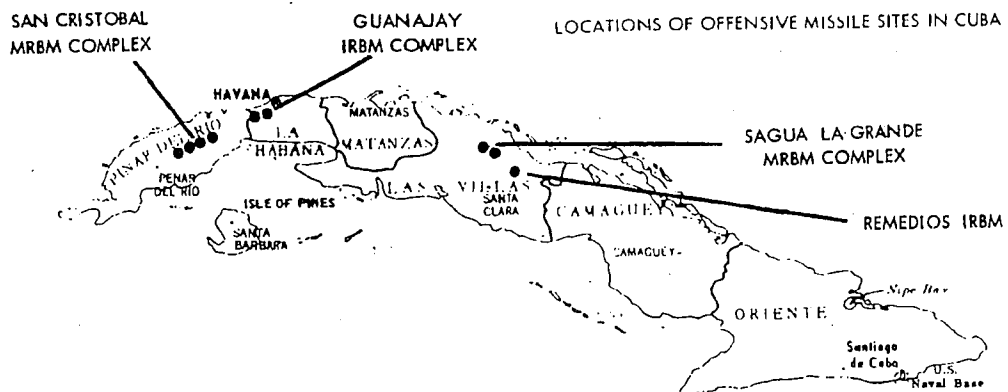 SAN CRISTOBAL
MRBM COMPLEX
GUANAJAY
IRBM COMPLEX
LOCATIONS OF OFFENSIVE MISSILE SITES IN CUBA
HAVANA
MATANZAS
PINAR DEL RIO
LA
HABANA
MATANZAS
SAGUA LA GRANDE
MRBM COMPLEX
PENAR
DEL RIO
LAS VILLAS
ISLE OF PINES
SANTA
CLARA
CAMAGUEY
REMEDIOS IRBM
SANTA
BARBARA
CAMAGUEY
Nipe Bay
ORIENTE
Santiago
de Cuba
U.S.
Naval Base